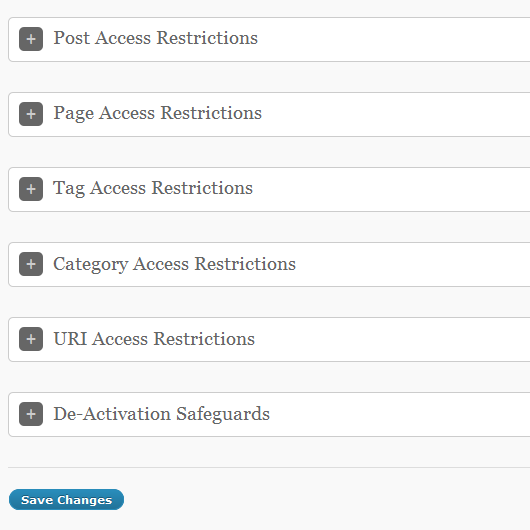 + Post Access Restrictions
+ Page Access Restrictions
+ Tag Access Restrictions
+ Category Access Restrictions
+ URI Access Restrictions
+ De-Activation Safeguards
Save Changes